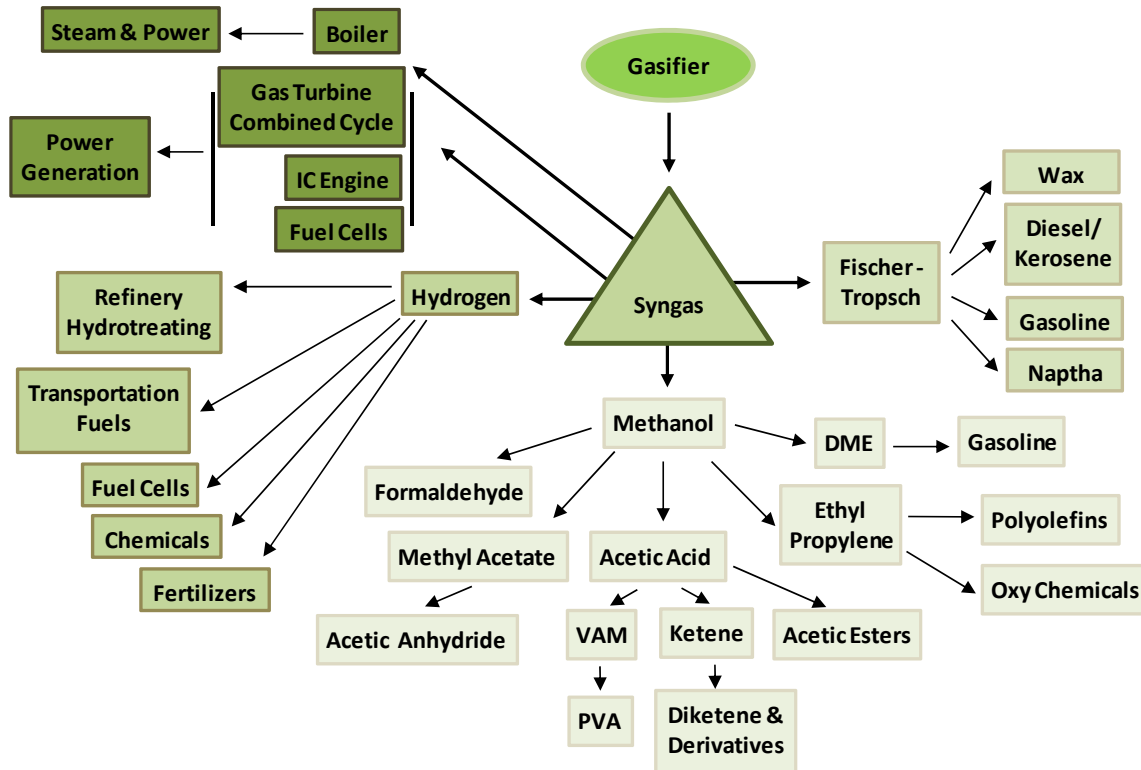 Steam & Power
Boiler
Gasifier
Gas Turbine
Combined Cycle
Power
Generation
IC Engine
Fuel Cells
Wax
Diesel/
Kerosene
Fischer -
Tropsch
Gasoline
Naptha
Refinery
Hydrotreating
Hydrogen
Syngas
Transportation
Fuels
Fuel Cells
Chemicals
Fertilizers
Methanol
DME
Gasoline
Formaldehyde
Ethyl
Propylene
Polyolefins
Oxy Chemicals
Methyl Acetate
Acetic Acid
Acetic Anhydride
VAM
Ketene
Acetic Esters
PVA
Diketene &
Derivatives